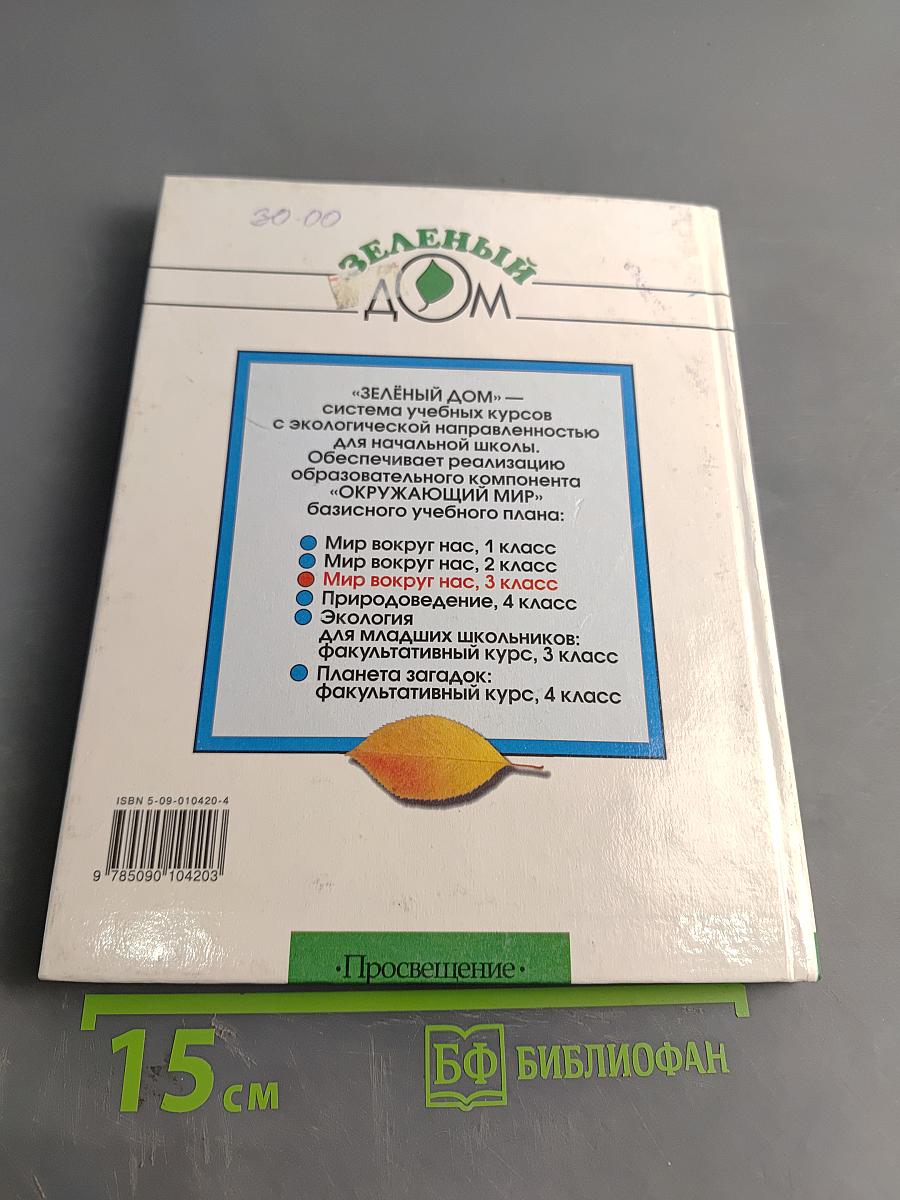 30-00
ЗЕЛЕНЫЙ
ДОМ
«ЗЕЛЁНЫЙ ДОМ» —
система учебных курсов
с экологической направленностью
для начальной школы.
Обеспечивает реализацию
образовательного компонента
«ОКРУЖАЮЩИЙ МИР»
базисного учебного плана:
Мир вокруг нас, 1 класс
Мир вокруг нас, 2 класс
Мир вокруг нас, 3 класс
Природоведение, 4 класс
Экология
для младших школьников:
факультативный курс, 3 класс
Планета загадок:
факультативный курс, 4 класс
ISBN 5-09-010420-4
9 785090 104203
·Просвещение·
15 см
БФ БИБЛИОФАН